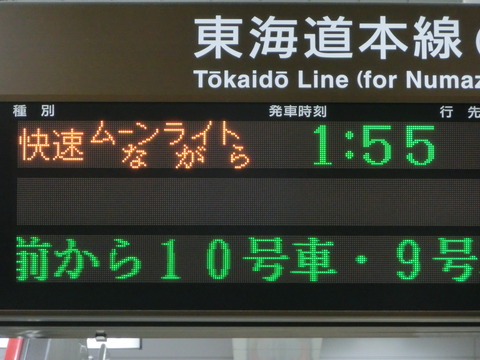 東海道本線(
Tōkaidō Line (for Numaz
種 別 発車時刻 行 先
快速 ムーンライト ながら 1:55
前から10号車・9号